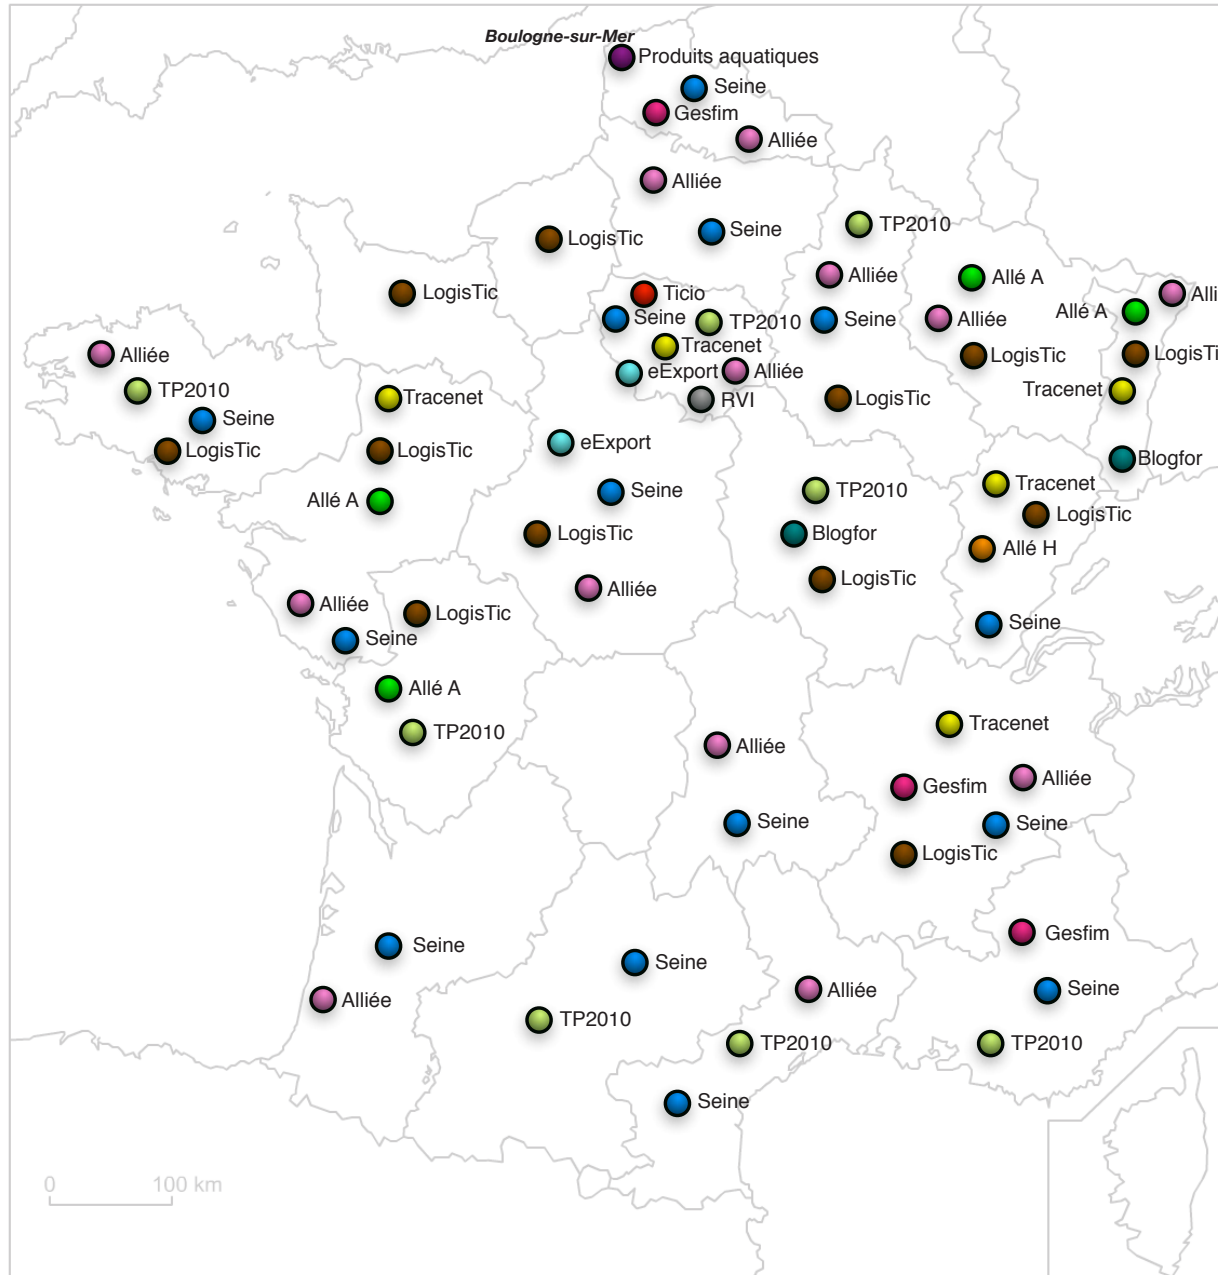 Boulogne-sur-Mer
Produits aquatiques
Seine
Gesfim
Alliée
Alliée
TP2010
Seine
LogisTic
Alliée
Allé A
LogisTic
Ticio
Alli
Allé A
Seine
TP2010
Seine
Alliée
Tracenet
Alliée
LogisTic
LogisTi
eExport
Alliée
TP2010
Tracenet
RVI
LogisTic
Tracenet
Seine
LogisTic
LogisTic
eExport
Blogfor
Allé A
Seine
TP2010
Tracenet
LogisTic
LogisTic
Blogfor
Allé H
LogisTic
Alliée
Alliée
LogisTic
Seine
Seine
Allé A
TP2010
Tracenet
Alliée
Gesfim
Alliée
Seine
Seine
LogisTic
Seine
Seine
Gesfim
Alliée
Alliée
Seine
TP2010
TP2010
TP2010
Seine
0 100 km